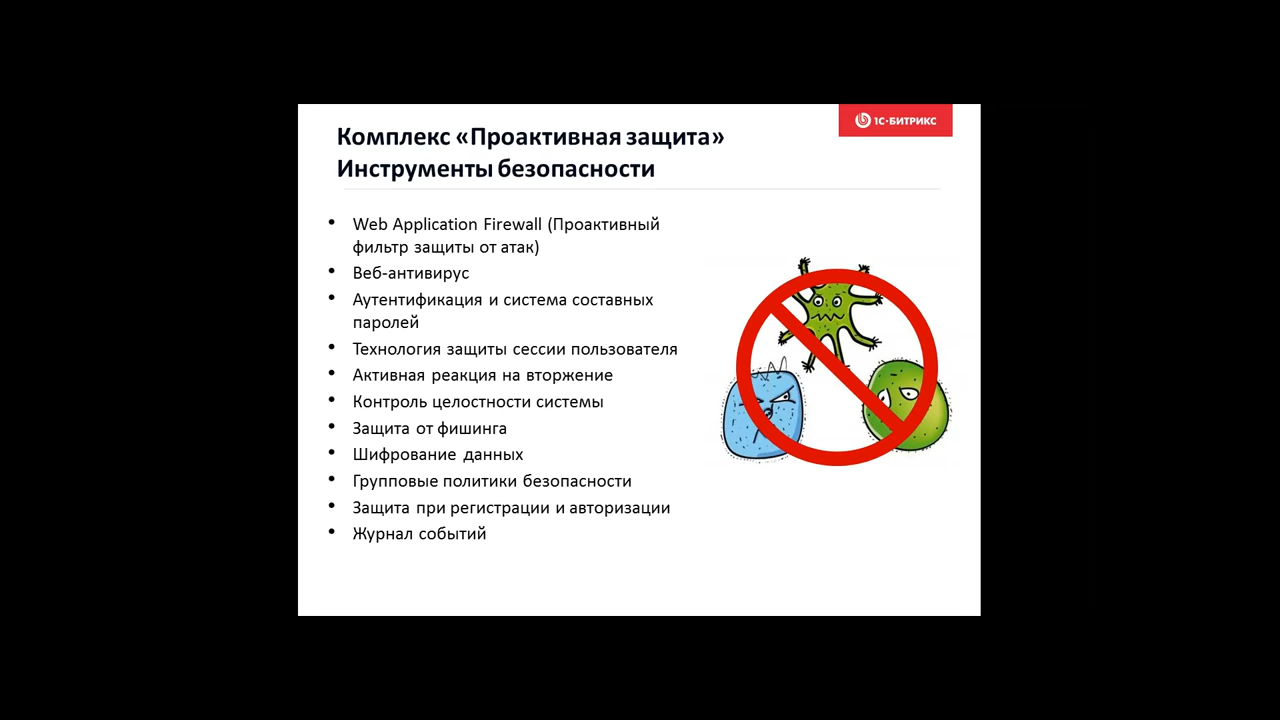 1С·БИТРИКС
Комплекс «Проактивная защита»
Инструменты безопасности
• Web Application Firewall (Проактивный
фильтр защиты от атак)
• Веб-антивирус
• Аутентификация и система составных
паролей
• Технология защиты сессии пользователя
• Активная реакция на вторжение
• Контроль целостности системы
• Защита от фишинга
• Шифрование данных
• Групповые политики безопасности
• Защита при регистрации и авторизации
• Журнал событий